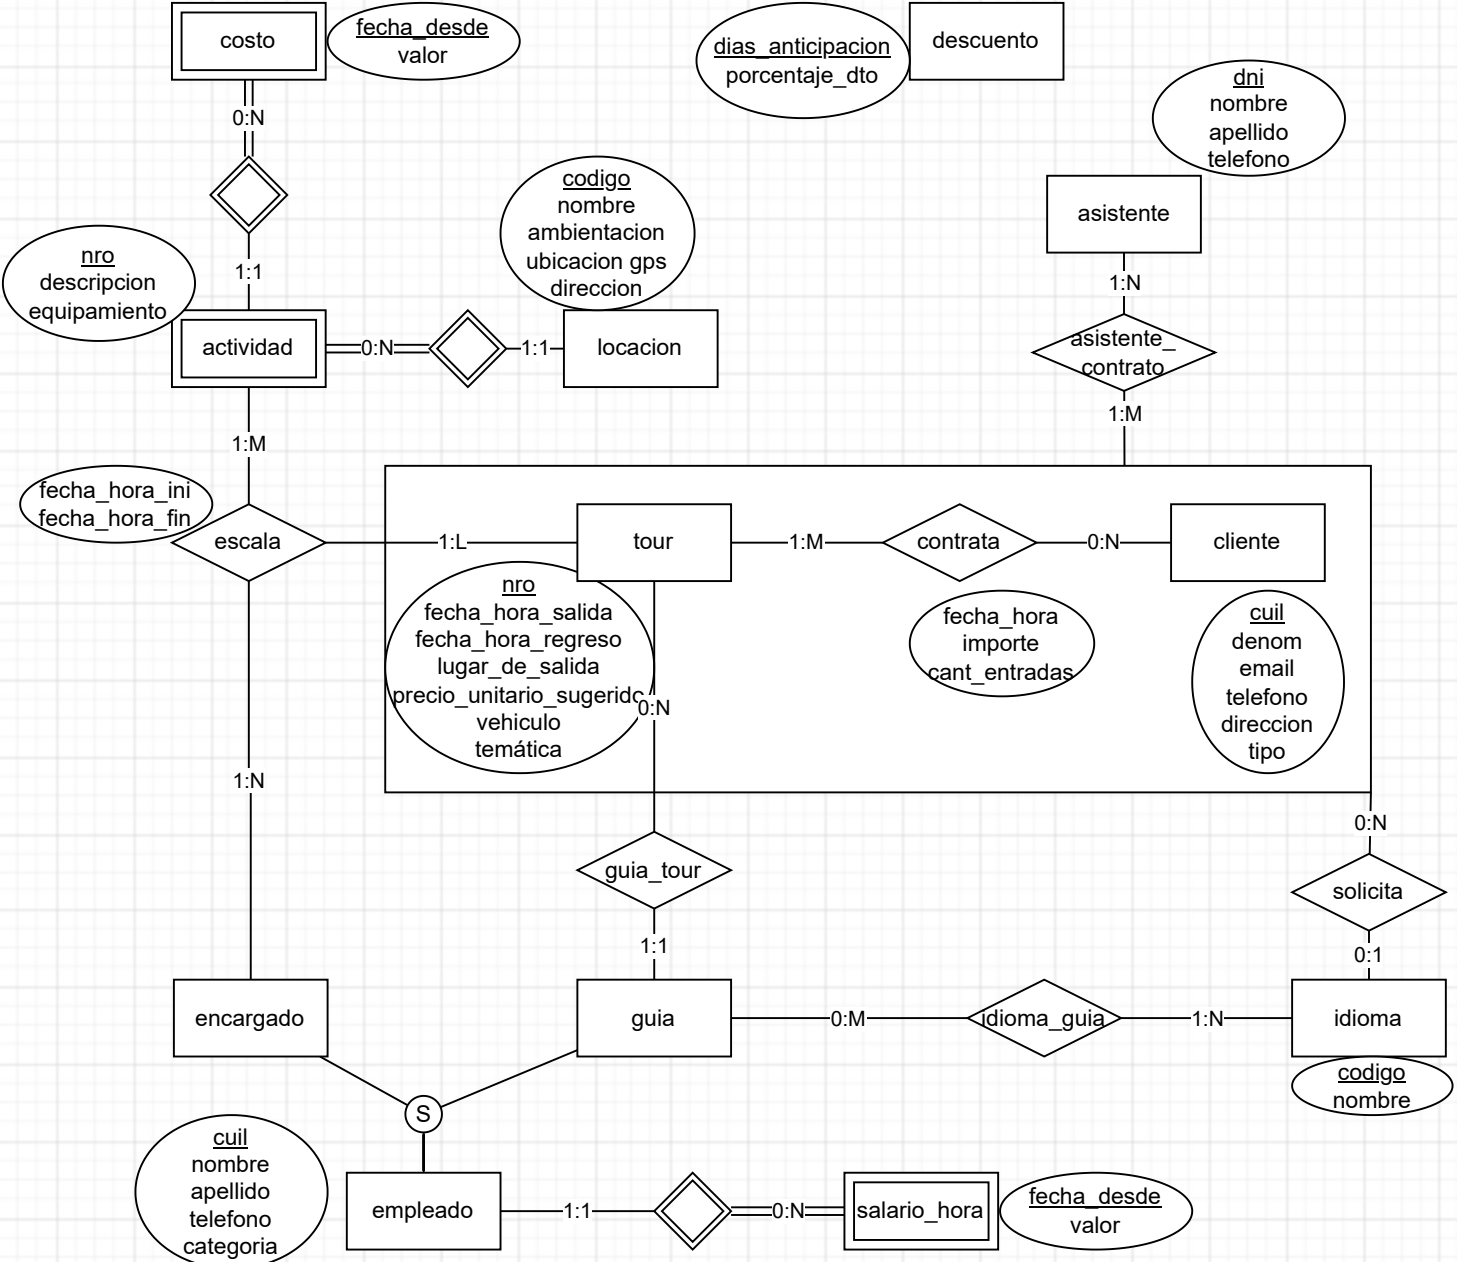 costo
fecha_desde
valor
dias_anticipacion
porcentaje_dto
descuento
dni
nombre
apellido
telefono
0:N
codigo
nombre
ambientacion
ubicacion gps
direccion
asistente
nro
descripcion
equipamiento
1:1
1:N
actividad
0:N
1:1
locacion
asistente_
contrato
1:M
1:M
fecha_hora_ini
fecha_hora_fin
escala
1:L
tour
1:M
contrata
0:N
cliente
nro
fecha_hora_salida
fecha_hora_regreso
lugar_de_salida
precio_unitario_sugerido
vehiculo
temática
0:N
fecha_hora
importe
cant_entradas
cuil
denom
email
telefono
direccion
tipo
1:N
0:N
guia_tour
solicita
1:1
0:1
encargado
guia
0:M
idioma_guia
1:N
idioma
codigo
nombre
S
cuil
nombre
apellido
telefono
categoria
empleado
1:1
0:N
salario_hora
fecha_desde
valor